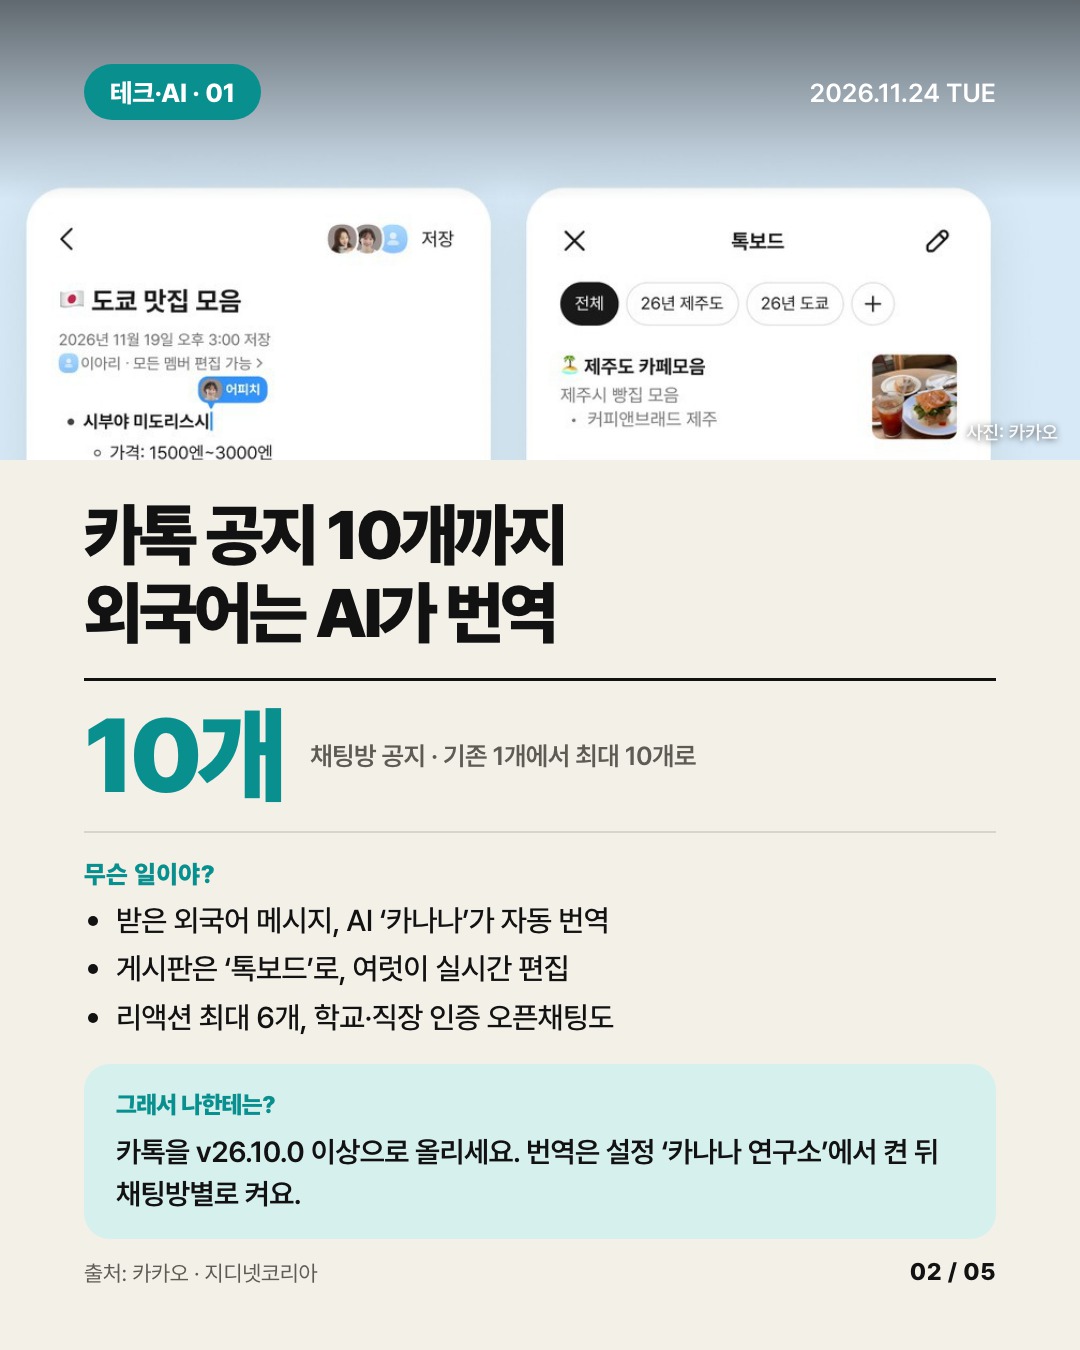 테크·AI · 01
2026.11.24 TUE
저장
🇯🇵 도쿄 맛집 모음
2026년 11월 19일 오후 3:00 저장
이아리 · 모든 멤버 편집 가능 >
어피치
• 시부야 미도리스시
◦ 가격: 1500엔~3000엔
톡보드
전체
26년 제주도
26년 도쿄
+
🏝️ 제주도 카페모음
제주시 빵집 모음
• 커피앤브래드 제주
사진: 카카오
카톡 공지 10개까지
외국어는 AI가 번역
10개
채팅방 공지 · 기존 1개에서 최대 10개로
무슨 일이야?
• 받은 외국어 메시지, AI ‘카나나’가 자동 번역
• 게시판은 ‘톡보드’로, 여럿이 실시간 편집
• 리액션 최대 6개, 학교·직장 인증 오픈채팅도
그래서 나한테는?
카톡을 v26.10.0 이상으로 올리세요. 번역은 설정 ‘카나나 연구소’에서 켠 뒤
채팅방별로 켜요.
출처: 카카오 · 지디넷코리아
02 / 05